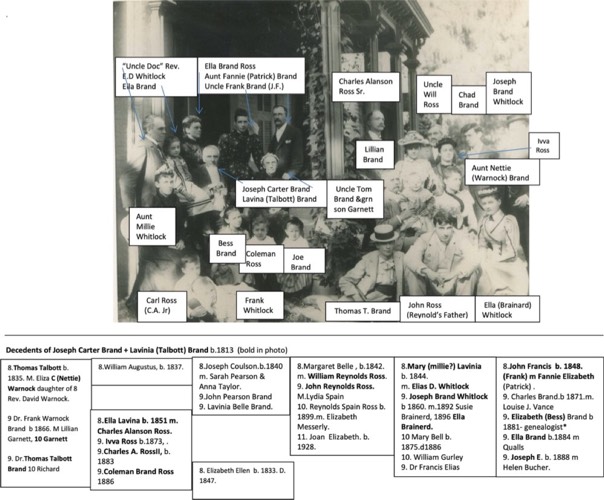 "Uncle Doc" Rev.
E.D Whitlock
Ella Brand
Ella Brand Ross
Aunt Fannie (Patrick) Brand
Uncle Frank Brand (J.F.)
Charles Alanson
Ross Sr.
Uncle
Will
Ross
Chad
Brand
Joseph
Brand
Whitlock
Lillian
Brand
Ivva
Ross
Aunt Nettie
(Warnock) Brand
Joseph Carter Brand
Lavina (Talbott) Brand
Uncle Tom
Brand &grn
son Garnett
Aunt
Millie
Whitlock
Bess
Brand
Coleman
Ross
Joe
Brand
Carl Ross
(C.A. Jr)
Frank
Whitlock
Thomas T. Brand
John Ross
(Reynold's Father)
Ella (Brainard)
Whitlock
Decedents of Joseph Carter Brand + Lavinia (Talbott) Brand b.1813 (bold in photo)
8.Thomas Talbott b.
1835. M. Eliza C (Nettie)
Warnock daughter of 8
Rev. David Warnock.
9. Dr. Frank Warnock
Brand b 1866. M Lillian
Garnett, 10 Garnett
9. Dr.Thomas Talbott
Brand 10 Richard
8.William Augustus, b. 1837.
8.Ella Lavina b. 1851 m.
Charles Alanson Ross.
9. Ivva Ross b.1873, .
9.Charles A. RossII, b.
1883
9.Coleman Brand Ross
1886
8.Joseph Coulson.b.1840
m. Sarah Pearson &
Anna Taylor.
9.John Pearson Brand
9. Lavinia Belle Brand.
8. Elizabeth Ellen b. 1833. D.
1847.
8.Margaret Belle , b.1842.
m. William Reynolds Ross.
9. John Reynolds Ross.
M.Lydia Spain
10. Reynolds Spain Ross b.
1899.m. Elizabeth
Messerly.
11. Joan Elizabeth. b.
1928.
8.Mary (millie?) Lavinia
b. 1844.
m. Elias D. Whitlock
9. Joseph Brand Whitlock
b 1860. m.1892 Susie
Brainerd, 1896 Ella
Brainerd.
10 Mary Bell b.
1875.d1886
10. William Gurley
9. Dr Francis Elias
8.John Francis b. 1848.
(Frank) m Fannie Elizabeth
(Patrick) .
9. Charles Brand.b 1871.m.
Louise J. Vance
9. Elizabeth (Bess) Brand b
1881- genealogist*
9. Ella Brand b.1884 m
Qualls
9. Joseph E. b. 1888 m
Helen Bucher.